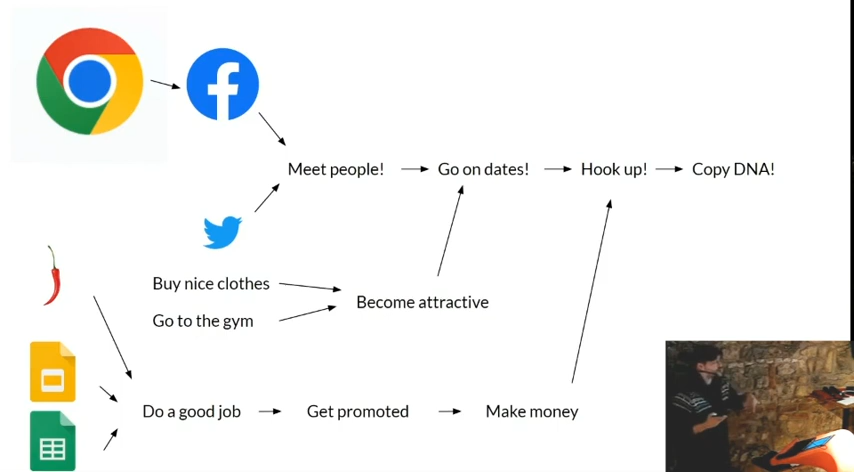 Meet people!
Go on dates!
Hook up!
Copy DNA!
Buy nice clothes
Become attractive
Go to the gym
Do a good job
Get promoted
Make money